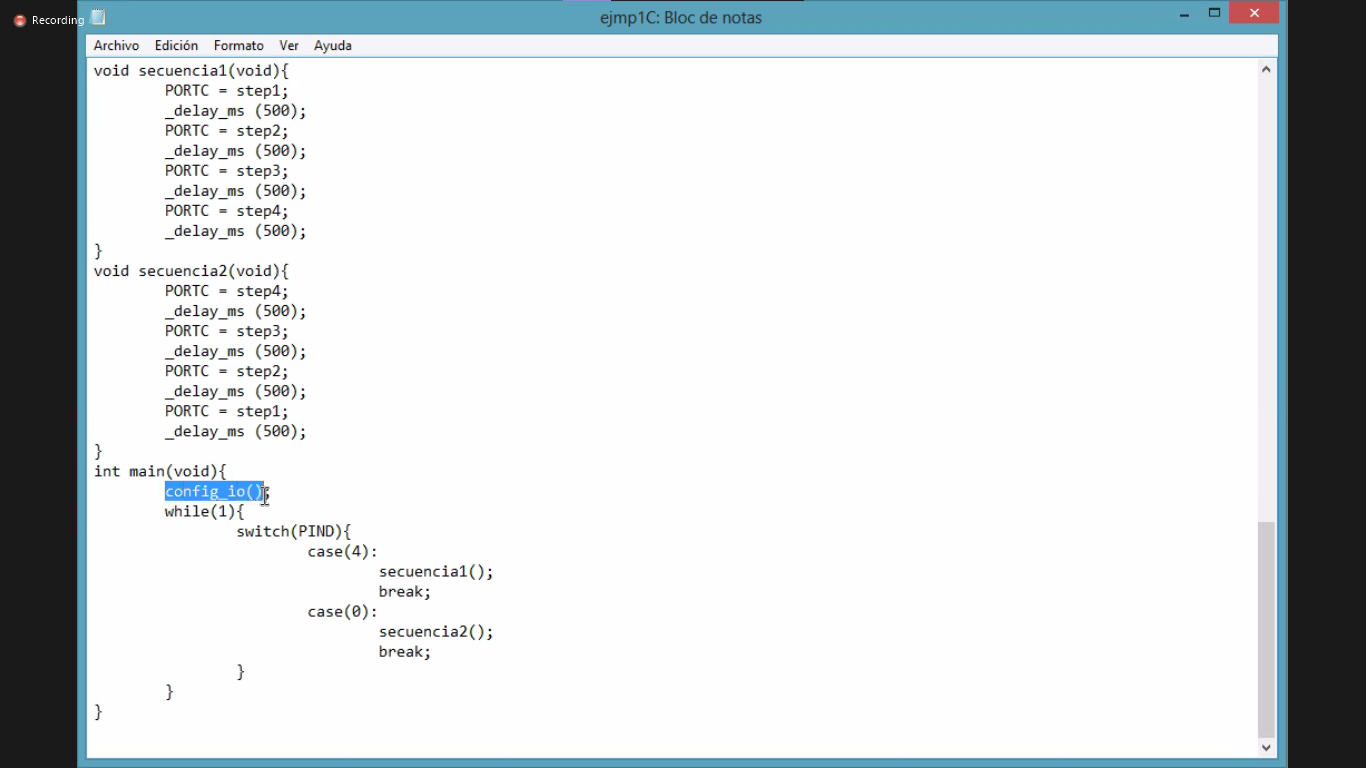 Recording
ejmp1C: Bloc de notas
Archivo Edición Formato Ver Ayuda
void secuencia1(void){
PORTC = step1;
_delay_ms (500);
PORTC = step2;
_delay_ms (500);
PORTC = step3;
_delay_ms (500);
PORTC = step4;
_delay_ms (500);
}
void secuencia2(void){
PORTC = step4;
_delay_ms (500);
PORTC = step3;
_delay_ms (500);
PORTC = step2;
_delay_ms (500);
PORTC = step1;
_delay_ms (500);
}
int main(void){
config_io();
while(1){
switch(PIND){
case(4):
secuencia1();
break;
case(0):
secuencia2();
break;
}
}
}